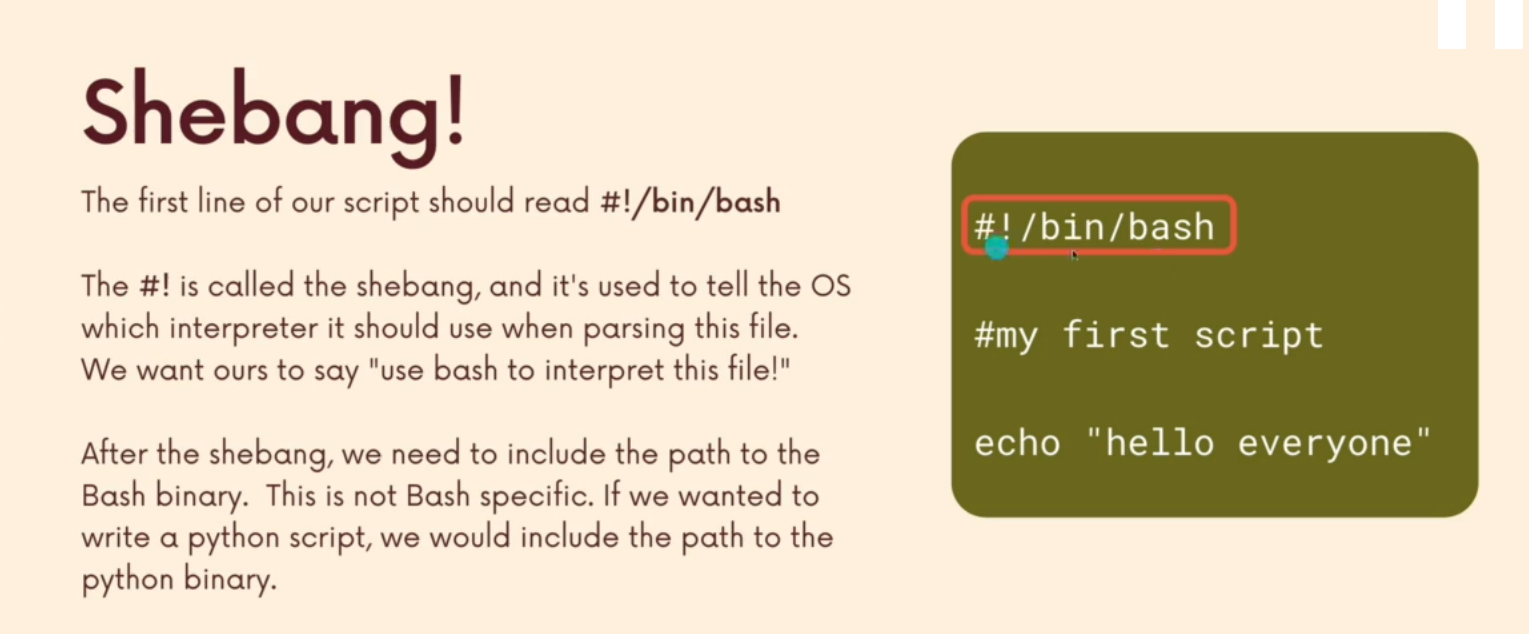 Shebang!
The first line of our script should read #!/bin/bash
The #! is called the shebang, and it's used to tell the OS
which interpreter it should use when parsing this file.
We want ours to say "use bash to interpret this file!"
After the shebang, we need to include the path to the
Bash binary.  This is not Bash specific. If we wanted to
write a python script, we would include the path to the
python binary.
#!/bin/bash
#my first script
echo "hello everyone"